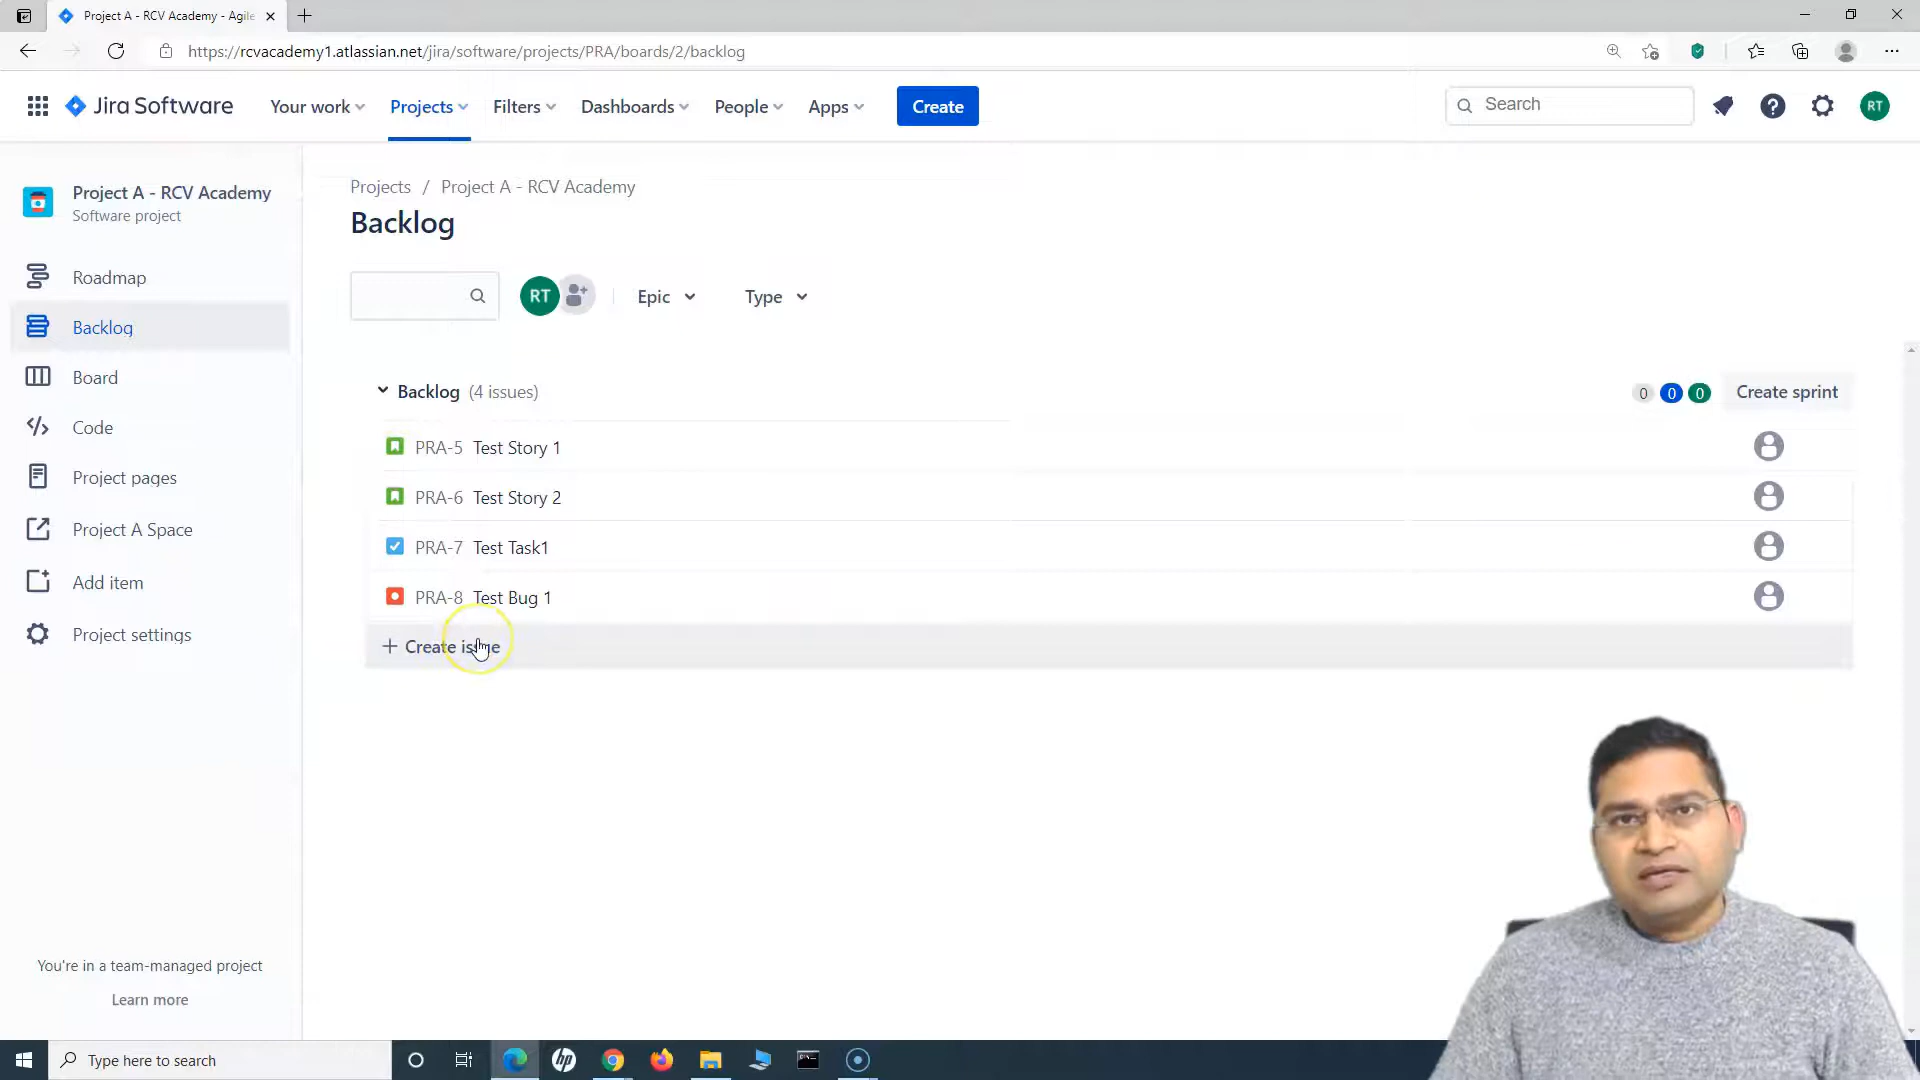 Project A - RCV Academy - Agile
https://rcvacademy1.atlassian.net/jira/software/projects/PRA/boards/2/backlog
Jira Software
Your work
Projects
Filters
Dashboards
People
Apps
Create
Search
RT
Project A - RCV Academy
Software project
Roadmap
Backlog
Board
Code
Project pages
Project A Space
Add item
Project settings
You're in a team-managed project
Learn more
Projects / Project A - RCV Academy
Backlog
RT
Epic
Type
Backlog (4 issues)
0 0 0
Create sprint
PRA-5 Test Story 1
PRA-6 Test Story 2
PRA-7 Test Task1
PRA-8 Test Bug 1
+ Create issue
Type here to search
hp